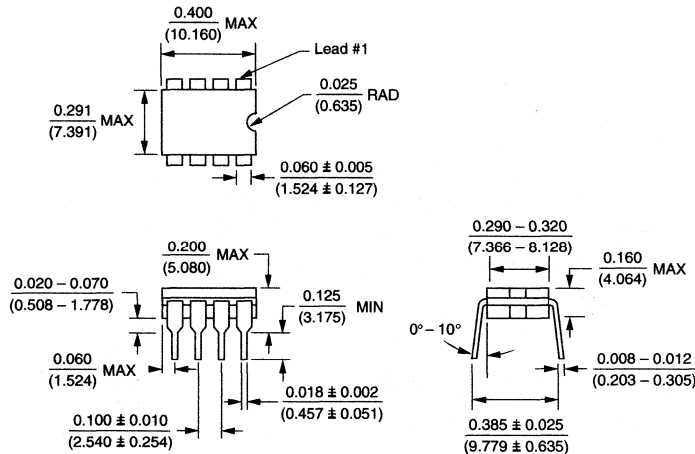 0.400
(10.160)
MAX
Lead #1
0.025
(0.635)
RAD
0.291
(7.391)
MAX
0.060 ± 0.005
(1.524 ± 0.127)
0.200
(5.080)
MAX
0.020 – 0.070
(0.508 – 1.778)
0.125
(3.175)
MIN
0.060
(1.524)
MAX
0.018 ± 0.002
(0.457 ± 0.051)
0.100 ± 0.010
(2.540 ± 0.254)
0.290 – 0.320
(7.366 – 8.128)
0.160
(4.064)
MAX
0° – 10°
0.008 – 0.012
(0.203 – 0.305)
0.385 ± 0.025
(9.779 ± 0.635)